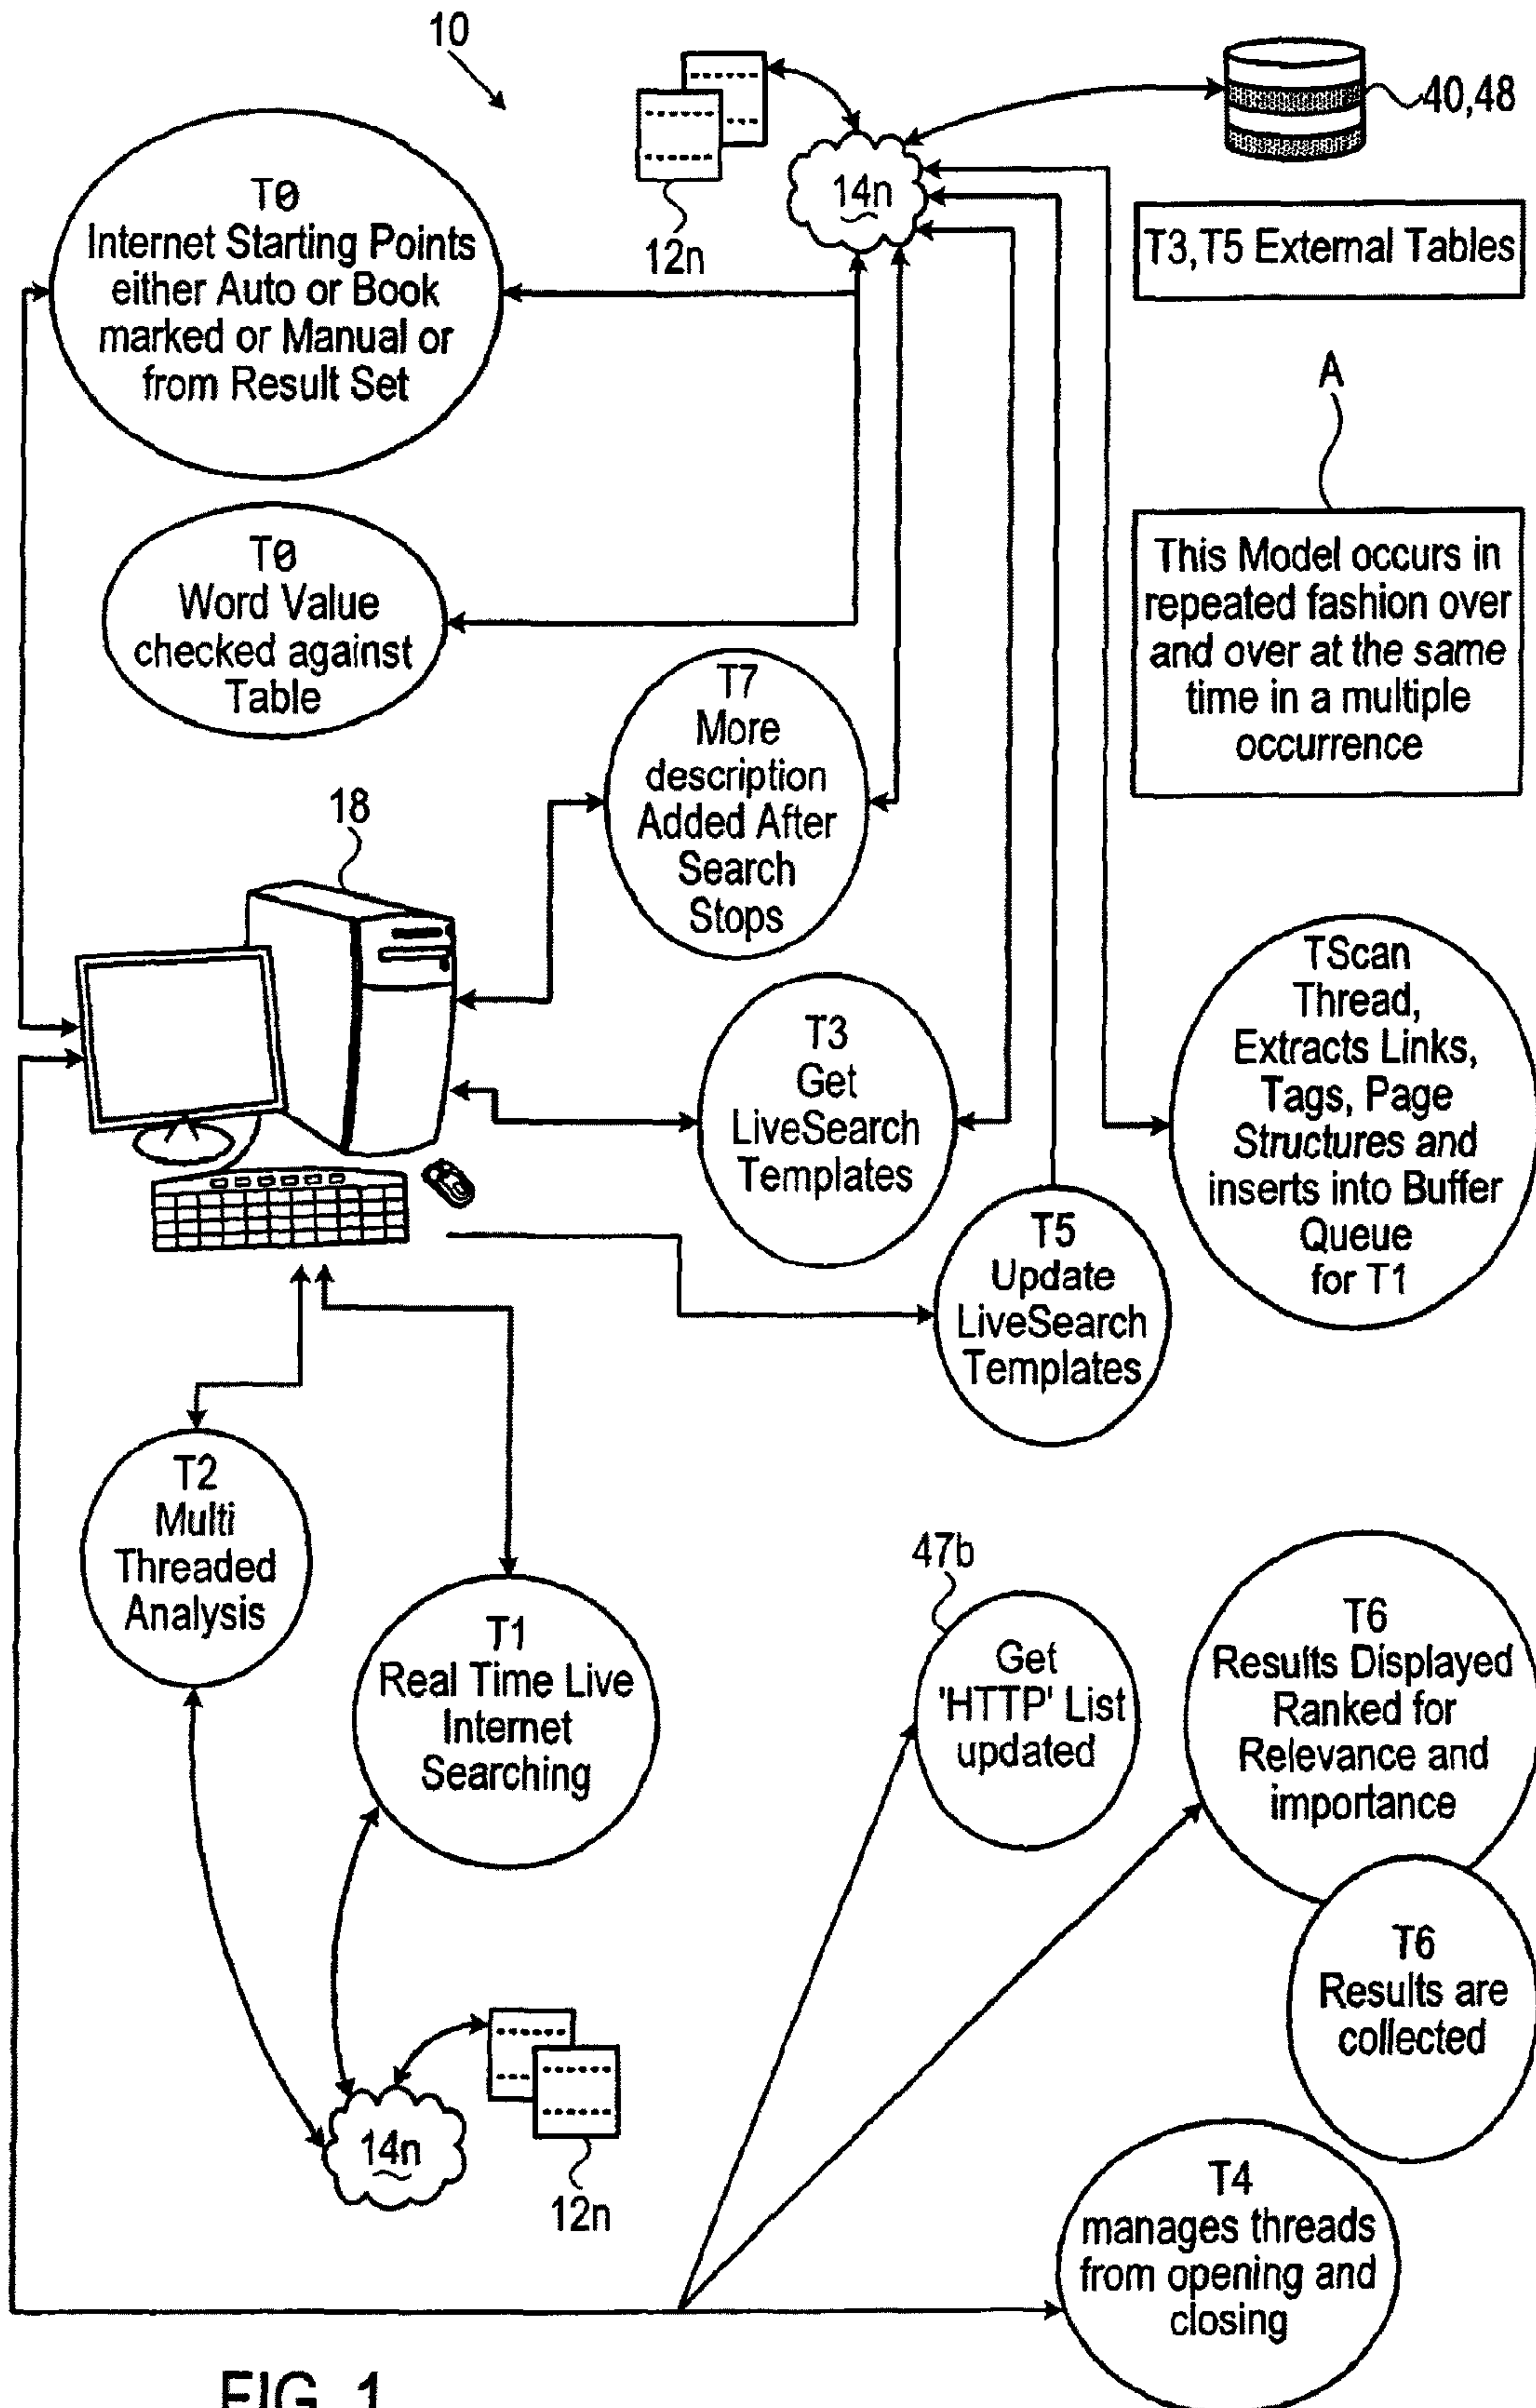 10
40,48
14n
12n
T0
Internet Starting Points
either Auto or Book
marked or Manual or
from Result Set
T3,T5 External Tables
A
This Model occurs in
repeated fashion over
and over at the same
time in a multiple
occurrence
T0
Word Value
checked against
Table
T7
More
description
Added After
Search
Stops
18
TScan
Thread,
Extracts Links,
Tags, Page
Structures and
inserts into Buffer
Queue
for T1
T3
Get
LiveSearch
Templates
T5
Update
LiveSearch
Templates
T2
Multi
Threaded
Analysis
T1
Real Time Live
Internet
Searching
47b
Get
'HTTP' List
updated
T6
Results Displayed
Ranked for
Relevance and
importance
T6
Results are
collected
14n
12n
T4
manages threads
from opening and
closing
FIG. 1